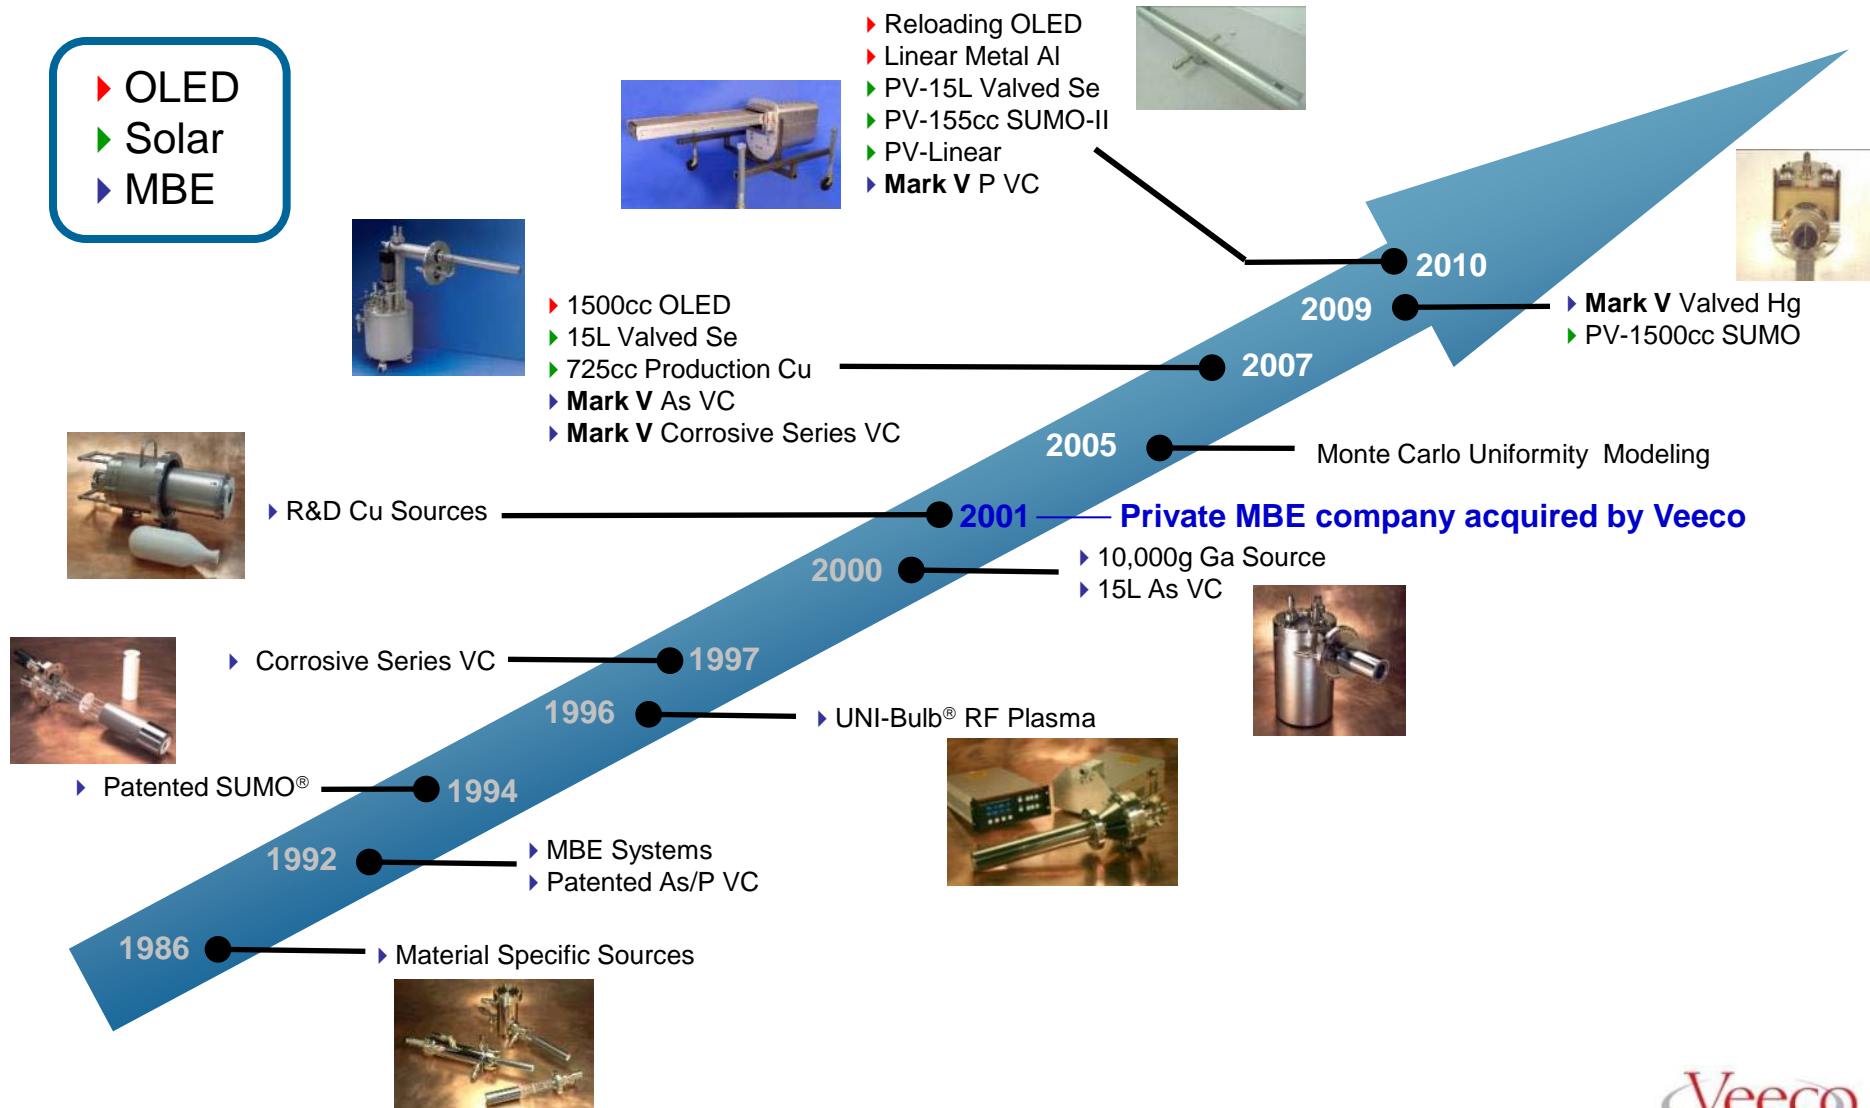 OLED
Solar
MBE
Reloading OLED
Linear Metal Al
PV-15L Valved Se
PV-155cc SUMO-II
PV-Linear
Mark V P VC
2010
2009
Mark V Valved Hg
PV-1500cc SUMO
1500cc OLED
15L Valved Se
725cc Production Cu
Mark V As VC
Mark V Corrosive Series VC
2007
2005
Monte Carlo Uniformity Modeling
R&D Cu Sources
2001
Private MBE company acquired by Veeco
2000
10,000g Ga Source
15L As VC
Corrosive Series VC
1997
1996
UNI-Bulb® RF Plasma
Patented SUMO®
1994
1992
MBE Systems
Patented As/P VC
1986
Material Specific Sources
Veeco